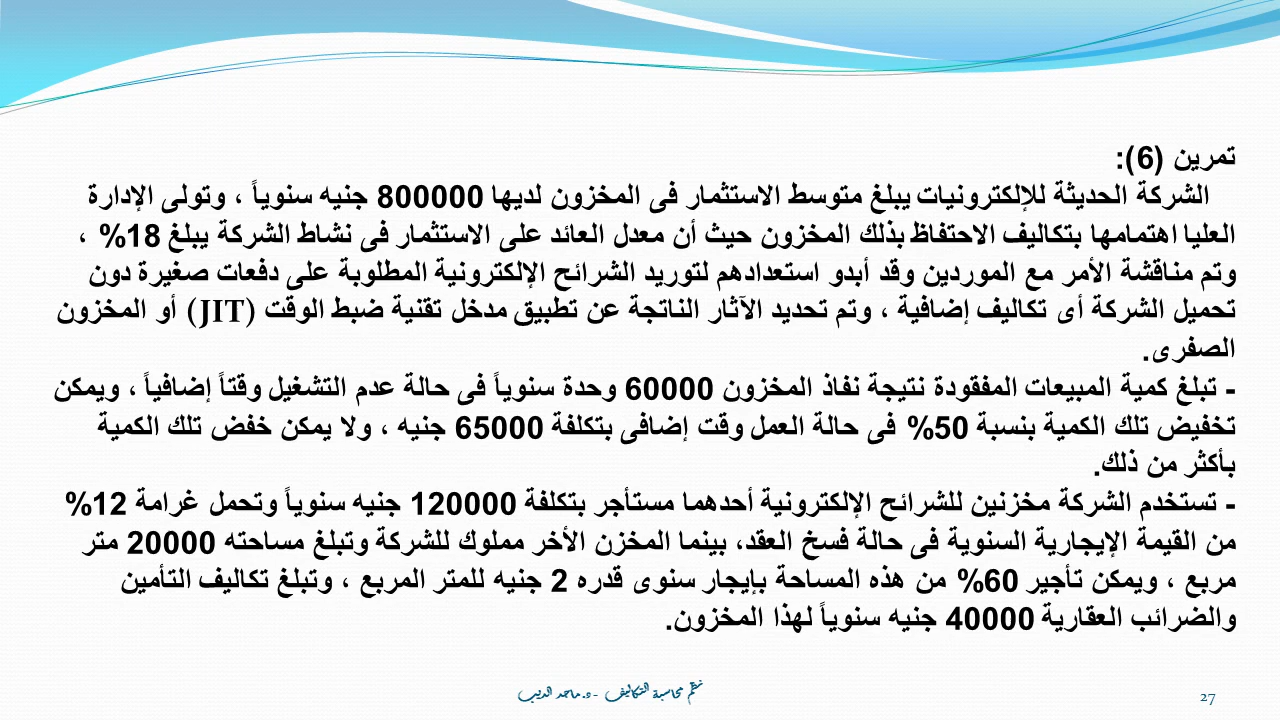 تمرين (6):
الشركة الحديثة للإلكترونيات يبلغ متوسط الاستثمار فى المخزون لديها 800000 جنيه سنوياً ، وتولى الإدارة
العليا اهتمامها بتكاليف الاحتفاظ بذلك المخزون حيث أن معدل العائد على الاستثمار فى نشاط الشركة يبلغ 18% ،
وتم مناقشة الأمر مع الموردين وقد أبدو استعدادهم لتوريد الشرائح الإلكترونية المطلوبة على دفعات صغيرة دون
تحميل الشركة أى تكاليف إضافية ، وتم تحديد الآثار الناتجة عن تطبيق مدخل تقنية ضبط الوقت (JIT) أو المخزون
الصفرى.
- تبلغ كمية المبيعات المفقودة نتيجة نفاذ المخزون 60000 وحدة سنوياً فى حالة عدم التشغيل وقتاً إضافياً ، ويمكن
تخفيض تلك الكمية بنسبة 50% فى حالة العمل وقت إضافى بتكلفة 65000 جنيه ، ولا يمكن خفض تلك الكمية
بأكثر من ذلك.
- تستخدم الشركة مخزنين للشرائح الإلكترونية أحدهما مستأجر بتكلفة 120000 جنيه سنوياً وتحمل غرامة 12%
من القيمة الإيجارية السنوية فى حالة فسخ العقد، بينما المخزن الأخر مملوك للشركة وتبلغ مساحته 20000 متر
مربع ، ويمكن تأجير 60% من هذه المساحة بإيجار سنوى قدره 2 جنيه للمتر المربع ، وتبلغ تكاليف التأمين
والضرائب العقارية 40000 جنيه سنوياً لهذا المخزون.
نظم محاسبة التكاليف - د. ماجد الديب
27